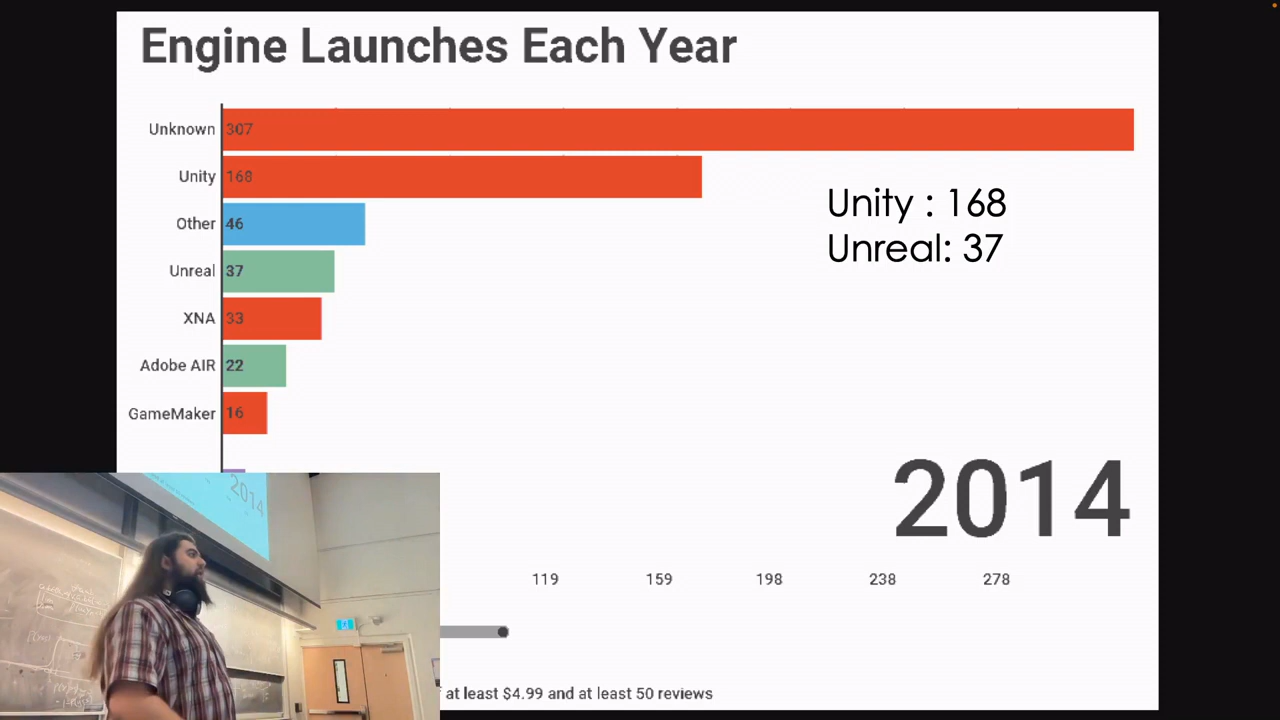 Engine Launches Each Year
Unknown 307
Unity 168
Other 46
Unreal 37
XNA 33
Adobe AIR 22
GameMaker 16
Unity : 168
Unreal: 37
2014
119 159 198 238 278
at least $4.99 and at least 50 reviews
2014